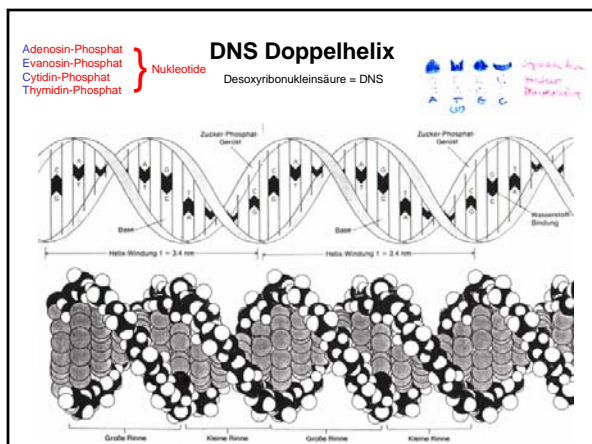 DNS Doppelhelix
Desoxyribonukleinsäure = DNS
Adenosin-Phosphat
Evanosin-Phosphat
Cytidin-Phosphat
Thymidin-Phosphat
Nukleotide
A T G C
(U)
Zucker-Phosphat-
Gerüst
Zucker-Phosphat-
Gerüst
C G
A T
A T
G C
T A
C G
A T
A T
G C
T A
C G
G C
A T
Base
Base
Wasserstoff-
Bindung
Helix-Windung 1 = 3.4 nm
Helix-Windung 1 = 3.4 nm
Große Rinne
Kleine Rinne
Große Rinne
Kleine Rinne